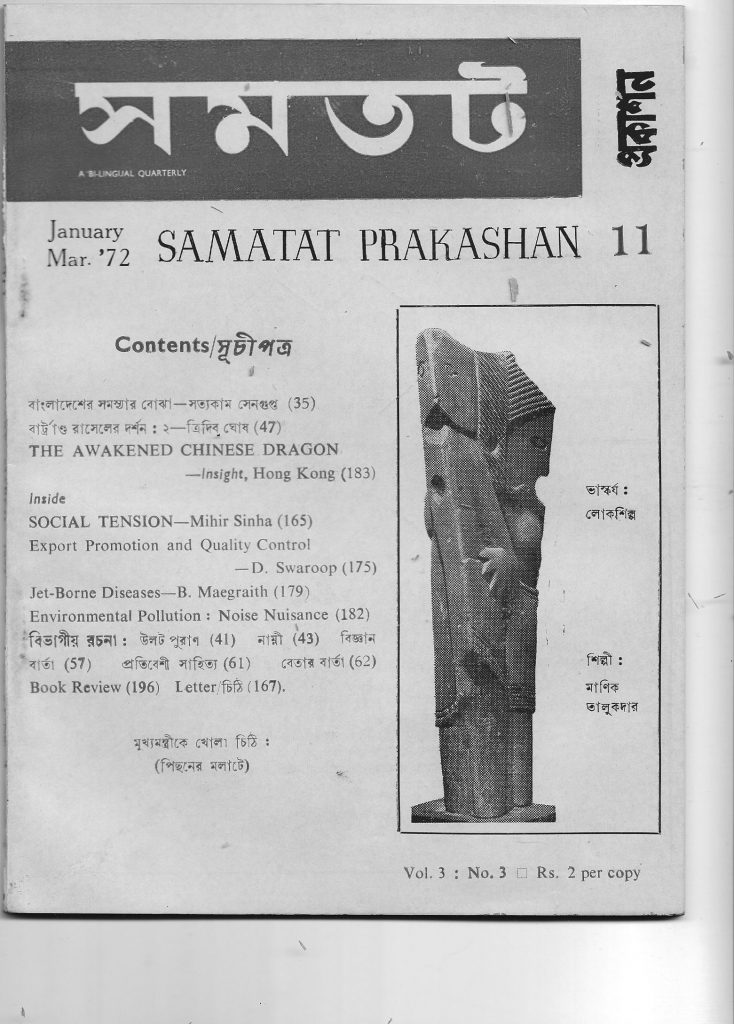 সমতট
A BI-LINGUAL QUARTERLY
প্রকাশন
January
Mar. '72
SAMATAT PRAKASHAN 11
Contents/সূচীপত্র
বাংলাদেশের সমস্যার বোঝা—সত্যকাম সেনগুপ্ত (35)
বার্ট্রাণ্ড রাসেলের দর্শন : ২—ত্রিদিব ঘোষ (47)
THE AWAKENED CHINESE DRAGON
—Insight, Hong Kong (183)
Inside
SOCIAL TENSION—Mihir Sinha (165)
Export Promotion and Quality Control
—D. Swaroop (175)
Jet-Borne Diseases—B. Maegraith (179)
Environmental Pollution : Noise Nuisance (182)
বিভাগীয় রচনা : উলট পুরাণ (41) নান্নী (43) বিজ্ঞান
বার্তা (57) প্রতিবেশী সাহিত্য (61) বেতার বার্তা (62)
Book Review (196) Letter/চিঠি (167).
মুখ্যমন্ত্রীকে খোলা চিঠি :
(পিছনের মলাটে)
ভাস্কর্য :
লোকশিল্প
শিল্পী :
মাণিক
তালুকদার
Vol. 3 : No. 3 □ Rs. 2 per copy